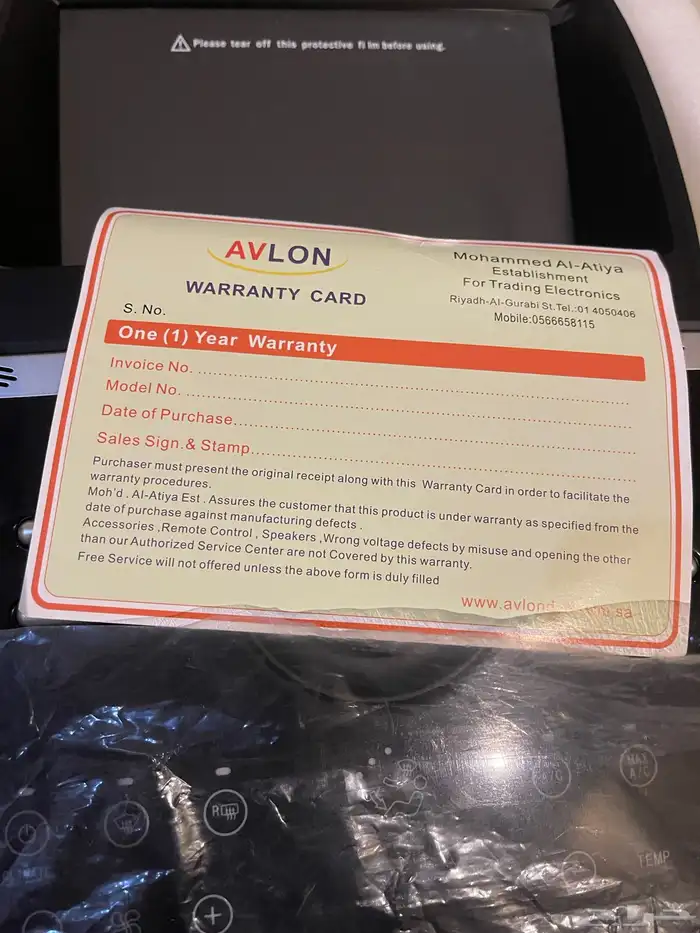 Please tear off this protective film before using.
AVLON
WARRANTY CARD
Mohammed Al-Atiya
Establishment
For Trading Electronics
Riyadh-Al-Gurabi St.Tel.:01 4050406
Mobile:0566658115
S. No.
One (1) Year Warranty
Invoice No.
Model No.
Date of Purchase
Sales Sign.& Stamp
Purchaser must present the original receipt along with this Warranty Card in order to facilitate the
warranty procedures.
Moh'd . Al-Atiya Est . Assures the customer that this product is under warranty as specified from the
date of purchase against manufacturing defects .
Accessories ,Remote Control , Speakers ,Wrong voltage defects by misuse and opening the other
than our Authorized Service Center are not Covered by this warranty.
Free Service will not offered unless the above form is duly filled
R
MAX
A/C
A/C
TEMP